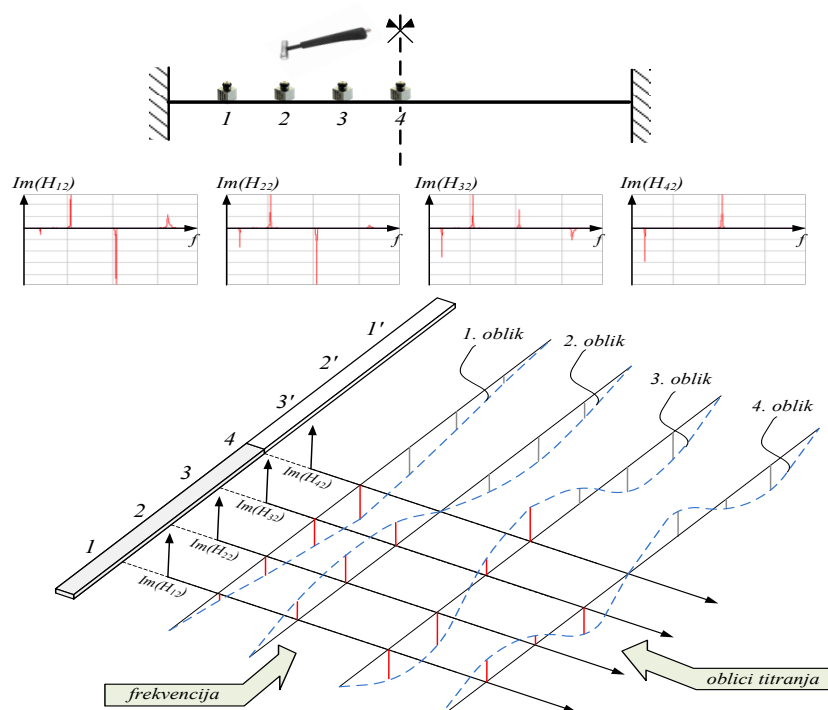 1 2 3 4
Im(H12) Im(H22) Im(H32) Im(H42)
f f f f
1. oblik
2. oblik
3. oblik
4. oblik
1'
2'
3'
4
3
2
1
Im(H42)
Im(H32)
Im(H22)
Im(H12)
frekvencija
oblici titranja